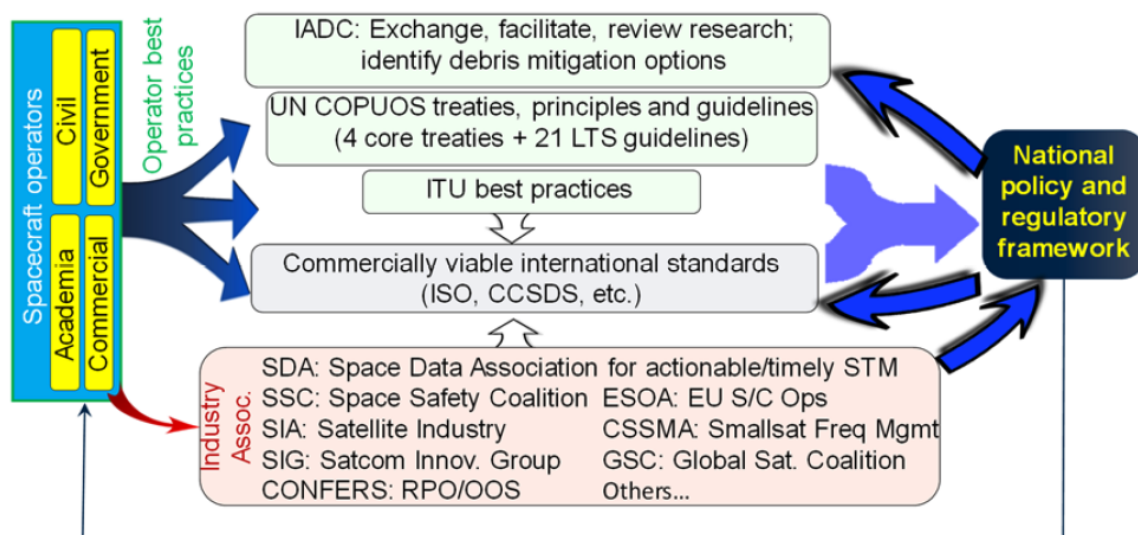 Spacecraft operators
Civil
Government
Academia
Commercial
Operator best
practices
IADC: Exchange, facilitate, review research;
identify debris mitigation options
UN COPUOS treaties, principles and guidelines
(4 core treaties + 21 LTS guidelines)
ITU best practices
Commercially viable international standards
(ISO, CCSDS, etc.)
National
policy and
regulatory
framework
Industry
Assoc.
SDA: Space Data Association for actionable/timely STM
SSC: Space Safety Coalition ESOA: EU S/C Ops
SIA: Satellite Industry CSSMA: Smallsat Freq Mgmt
SIG: Satcom Innov. Group GSC: Global Sat. Coalition
CONFERS: RPO/OOS Others...